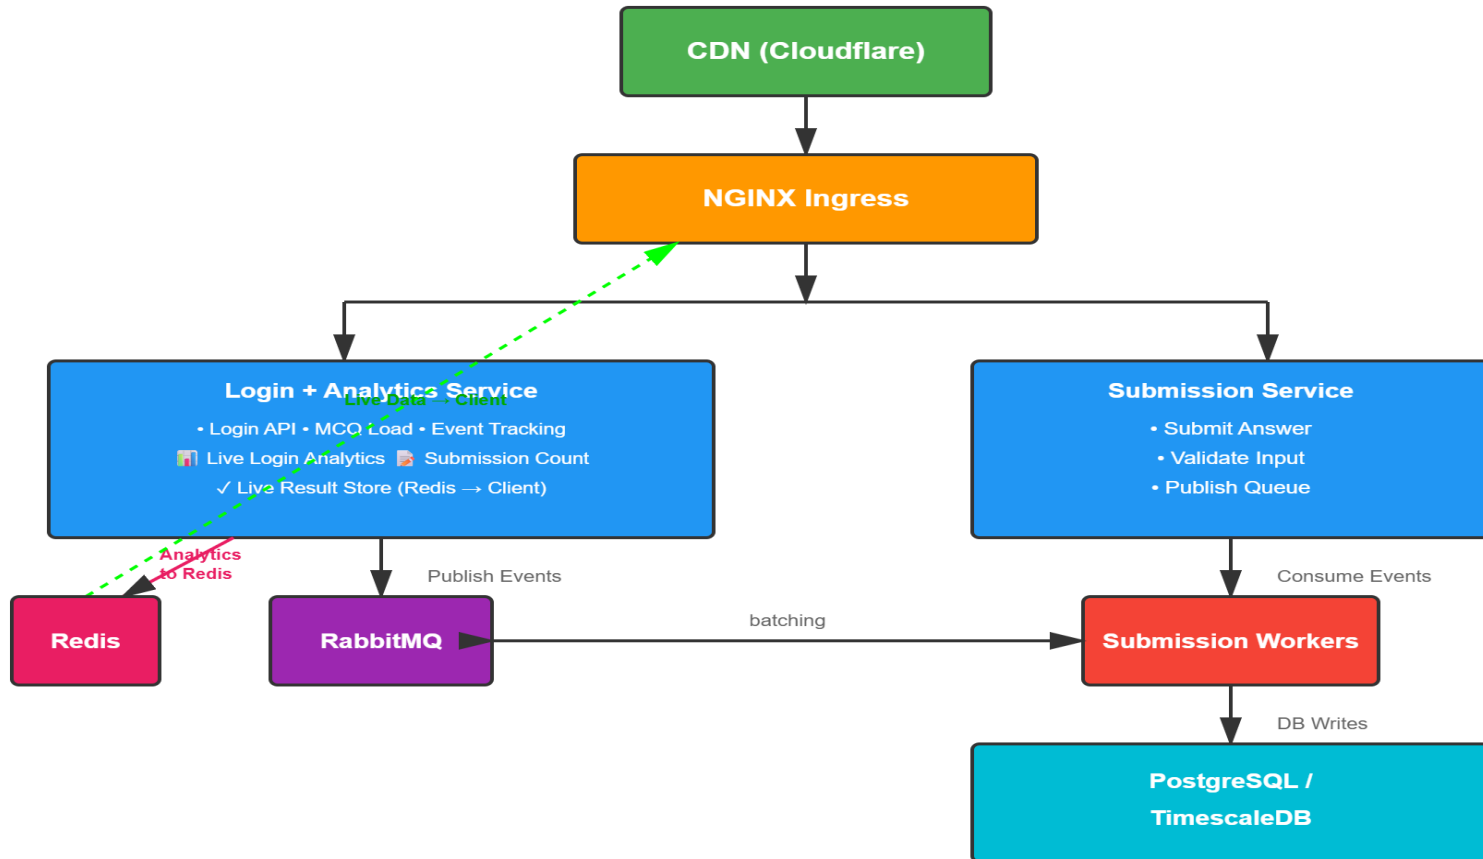 CDN (Cloudflare)
NGINX Ingress
Login + Analytics Service
Live Data → Client
• Login API • MCQ Load • Event Tracking
📊 Live Login Analytics 📝 Submission Count
✓ Live Result Store (Redis → Client)
Submission Service
• Submit Answer
• Validate Input
• Publish Queue
Analytics
to Redis
Publish Events
Consume Events
Redis
RabbitMQ
batching
Submission Workers
DB Writes
PostgreSQL /
TimescaleDB